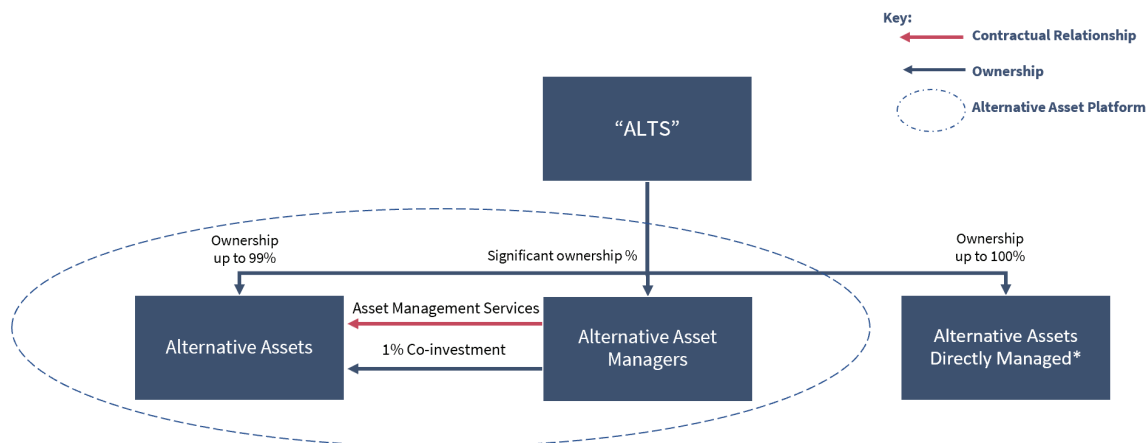 Key:
Contractual Relationship
Ownership
Alternative Asset Platform
“ALTS”
Ownership
up to 99%
Significant ownership %
Ownership
up to 100%
Alternative Assets
Asset Management Services
1% Co-investment
Alternative Asset
Managers
Alternative Assets
Directly Managed*